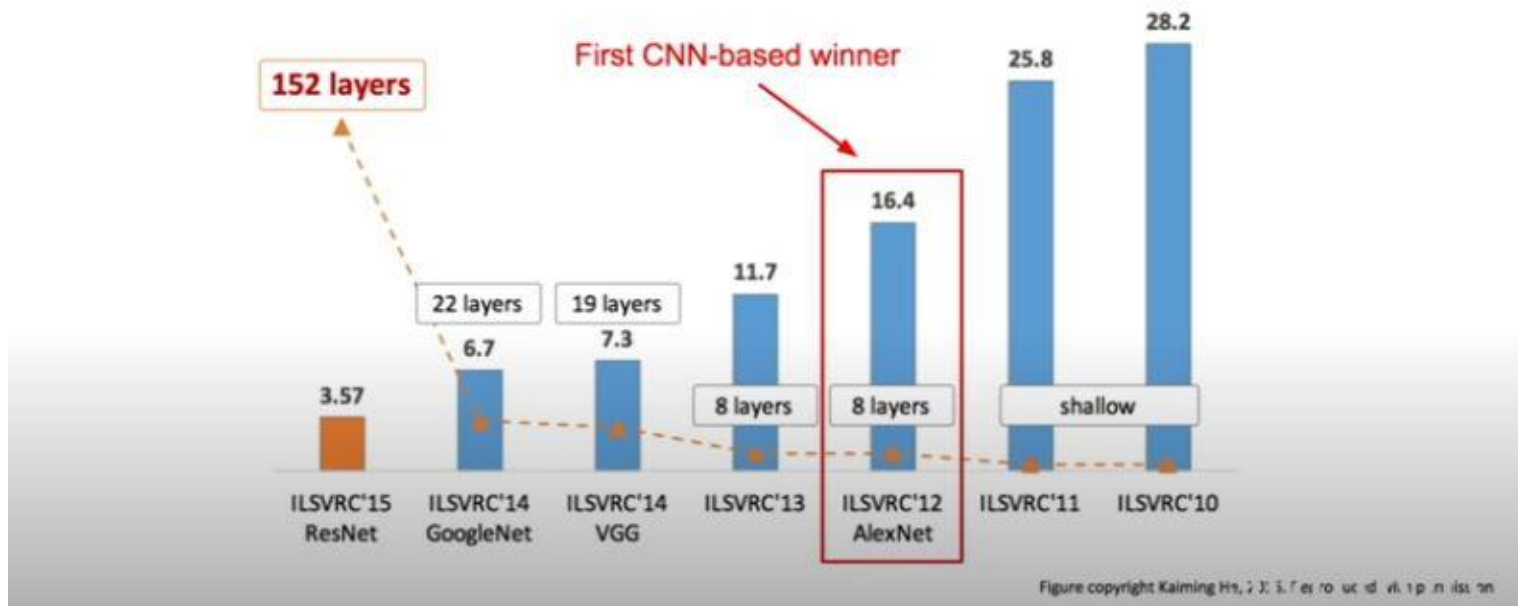 28.2
First CNN-based winner
25.8
152 layers
16.4
11.7
22 layers
19 layers
6.7
7.3
3.57
8 layers
8 layers
shallow
ILSVRC'15
ResNet
ILSVRC'14
GoogleNet
ILSVRC'14
VGG
ILSVRC'13
ILSVRC'12
AlexNet
ILSVRC'11
ILSVRC'10
Figure copyright Kaiming